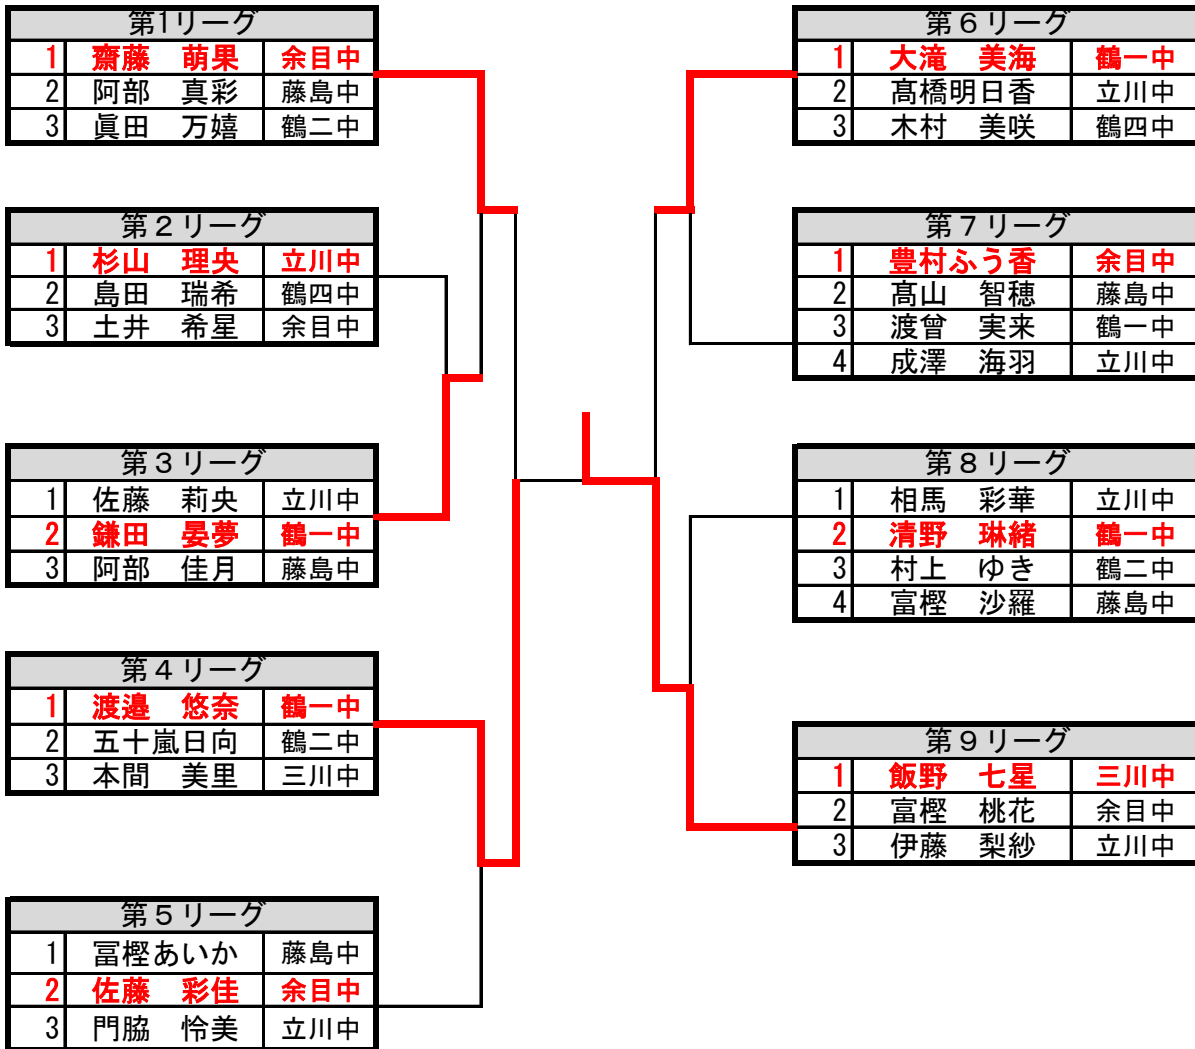 第1リーグ
1 齋藤　萌果 余目中
2 阿部　真彩 藤島中
3 眞田　万嬉 鶴二中
第２リーグ
1 杉山　理央 立川中
2 島田　瑞希 鶴四中
3 土井　希星 余目中
第３リーグ
1 佐藤　莉央 立川中
2 鎌田　晏夢 鶴一中
3 阿部　佳月 藤島中
第４リーグ
1 渡邉　悠奈 鶴一中
2 五十嵐日向 鶴二中
3 本間　美里 三川中
第５リーグ
1 冨樫あいか 藤島中
2 佐藤　彩佳 余目中
3 門脇　怜美 立川中
第６リーグ
1 大滝　美海 鶴一中
2 髙橋明日香 立川中
3 木村　美咲 鶴四中
第７リーグ
1 豊村ふう香 余目中
2 髙山　智穂 藤島中
3 渡曾　実来 鶴一中
4 成澤　海羽 立川中
第８リーグ
1 相馬　彩華 立川中
2 清野　琳緒 鶴一中
3 村上　ゆき 鶴二中
4 富樫　沙羅 藤島中
第９リーグ
1 飯野　七星 三川中
2 富樫　桃花 余目中
3 伊藤　梨紗 立川中